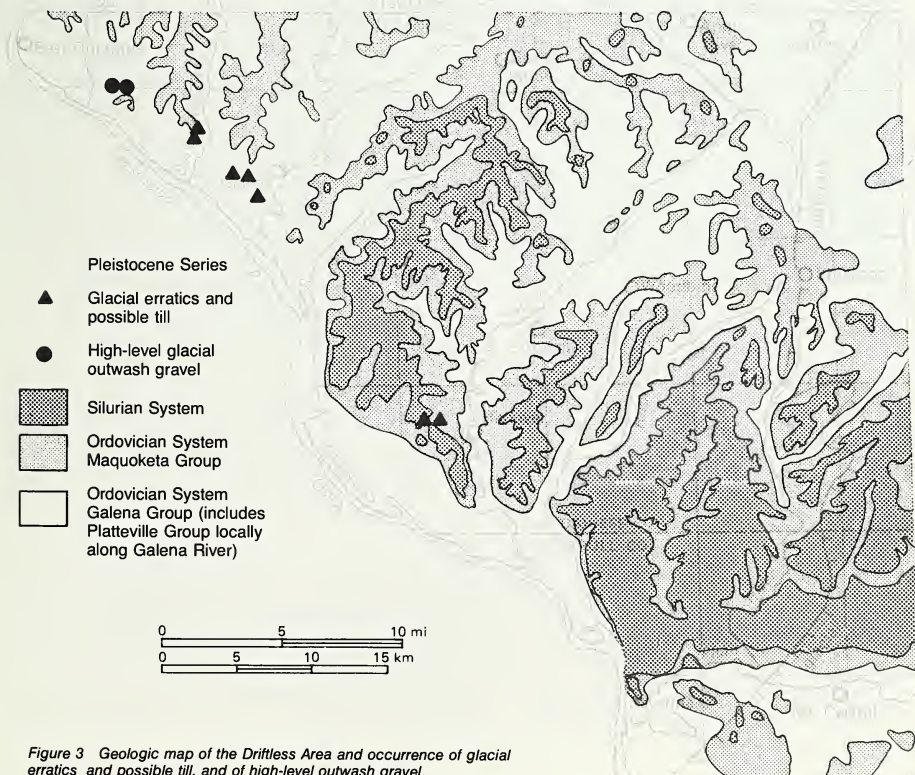 Pleistocene Series
Glacial erratics and
possible till
High-level glacial
outwash gravel
Silurian System
Ordovician System
Maquoketa Group
Ordovician System
Galena Group (includes
Platteville Group locally
along Galena River)
0 5 10 mi
0 5 10 15 km
Figure 3 Geologic map of the Driftless Area and occurrence of glacial
erratics and possible till, and of high-level outwash gravel